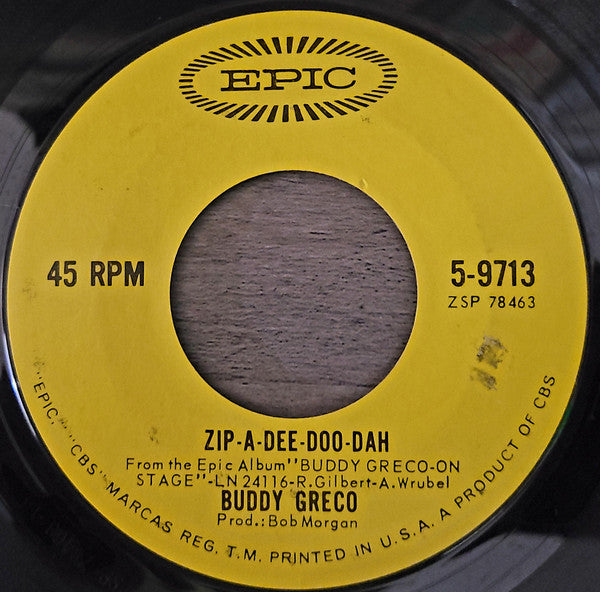 EPIC
45 RPM
5-9713
ZSP 78463
ZIP-A-DEE-DOO-DAH
From the Epic Album "BUDDY GRECO-ON
STAGE"-LN 24116-R.Gilbert-A.Wrubel
BUDDY GRECO
Prod.: Bob Morgan
"EPIC," "CBS" MARCAS REG. T.M. PRINTED IN U.S.A. A PRODUCT OF CBS